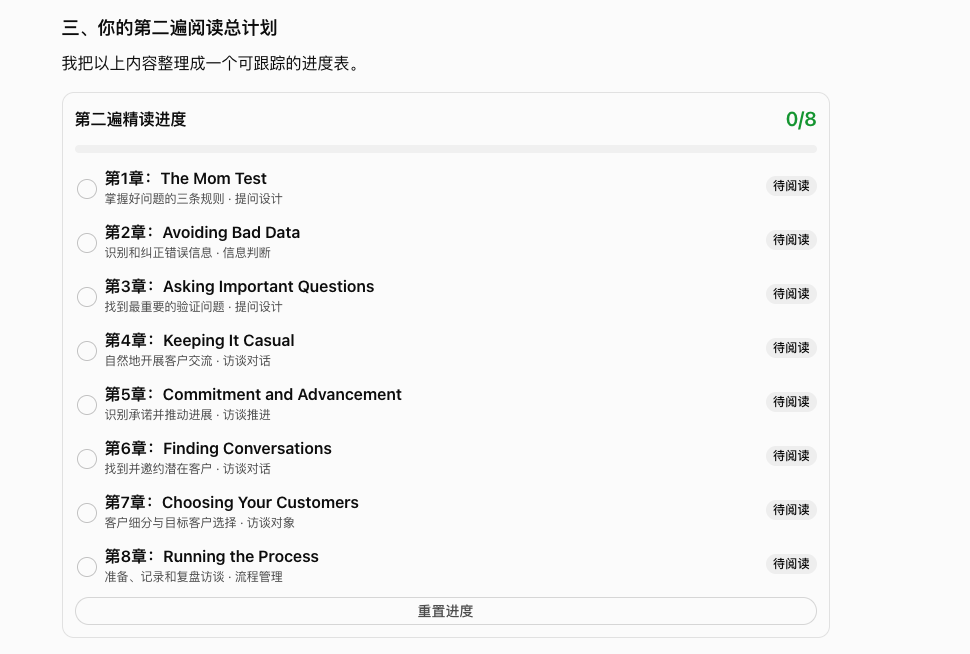 三、你的第二遍阅读总计划
我把以上内容整理成一个可跟踪的进度表。
第二遍精读进度
0/8
第1章：The Mom Test
掌握好问题的三条规则 · 提问设计
待阅读
第2章：Avoiding Bad Data
识别和纠正错误信息 · 信息判断
待阅读
第3章：Asking Important Questions
找到最重要的验证问题 · 提问设计
待阅读
第4章：Keeping It Casual
自然地开展客户交流 · 访谈对话
待阅读
第5章：Commitment and Advancement
识别承诺并推动进展 · 访谈推进
待阅读
第6章：Finding Conversations
找到并邀约潜在客户 · 访谈对话
待阅读
第7章：Choosing Your Customers
客户细分与目标客户选择 · 访谈对象
待阅读
第8章：Running the Process
准备、记录和复盘访谈 · 流程管理
待阅读
重置进度